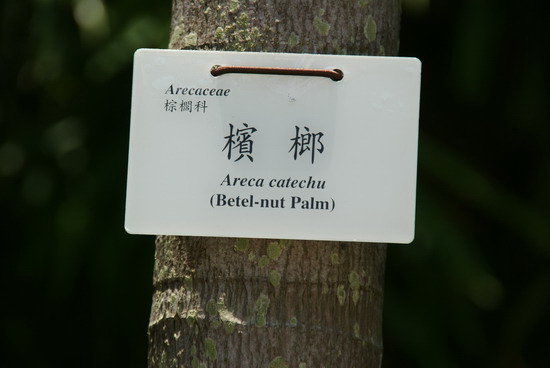 Arecaceae
棕櫚科
檳榔
Areca catechu
(Betel-nut Palm)